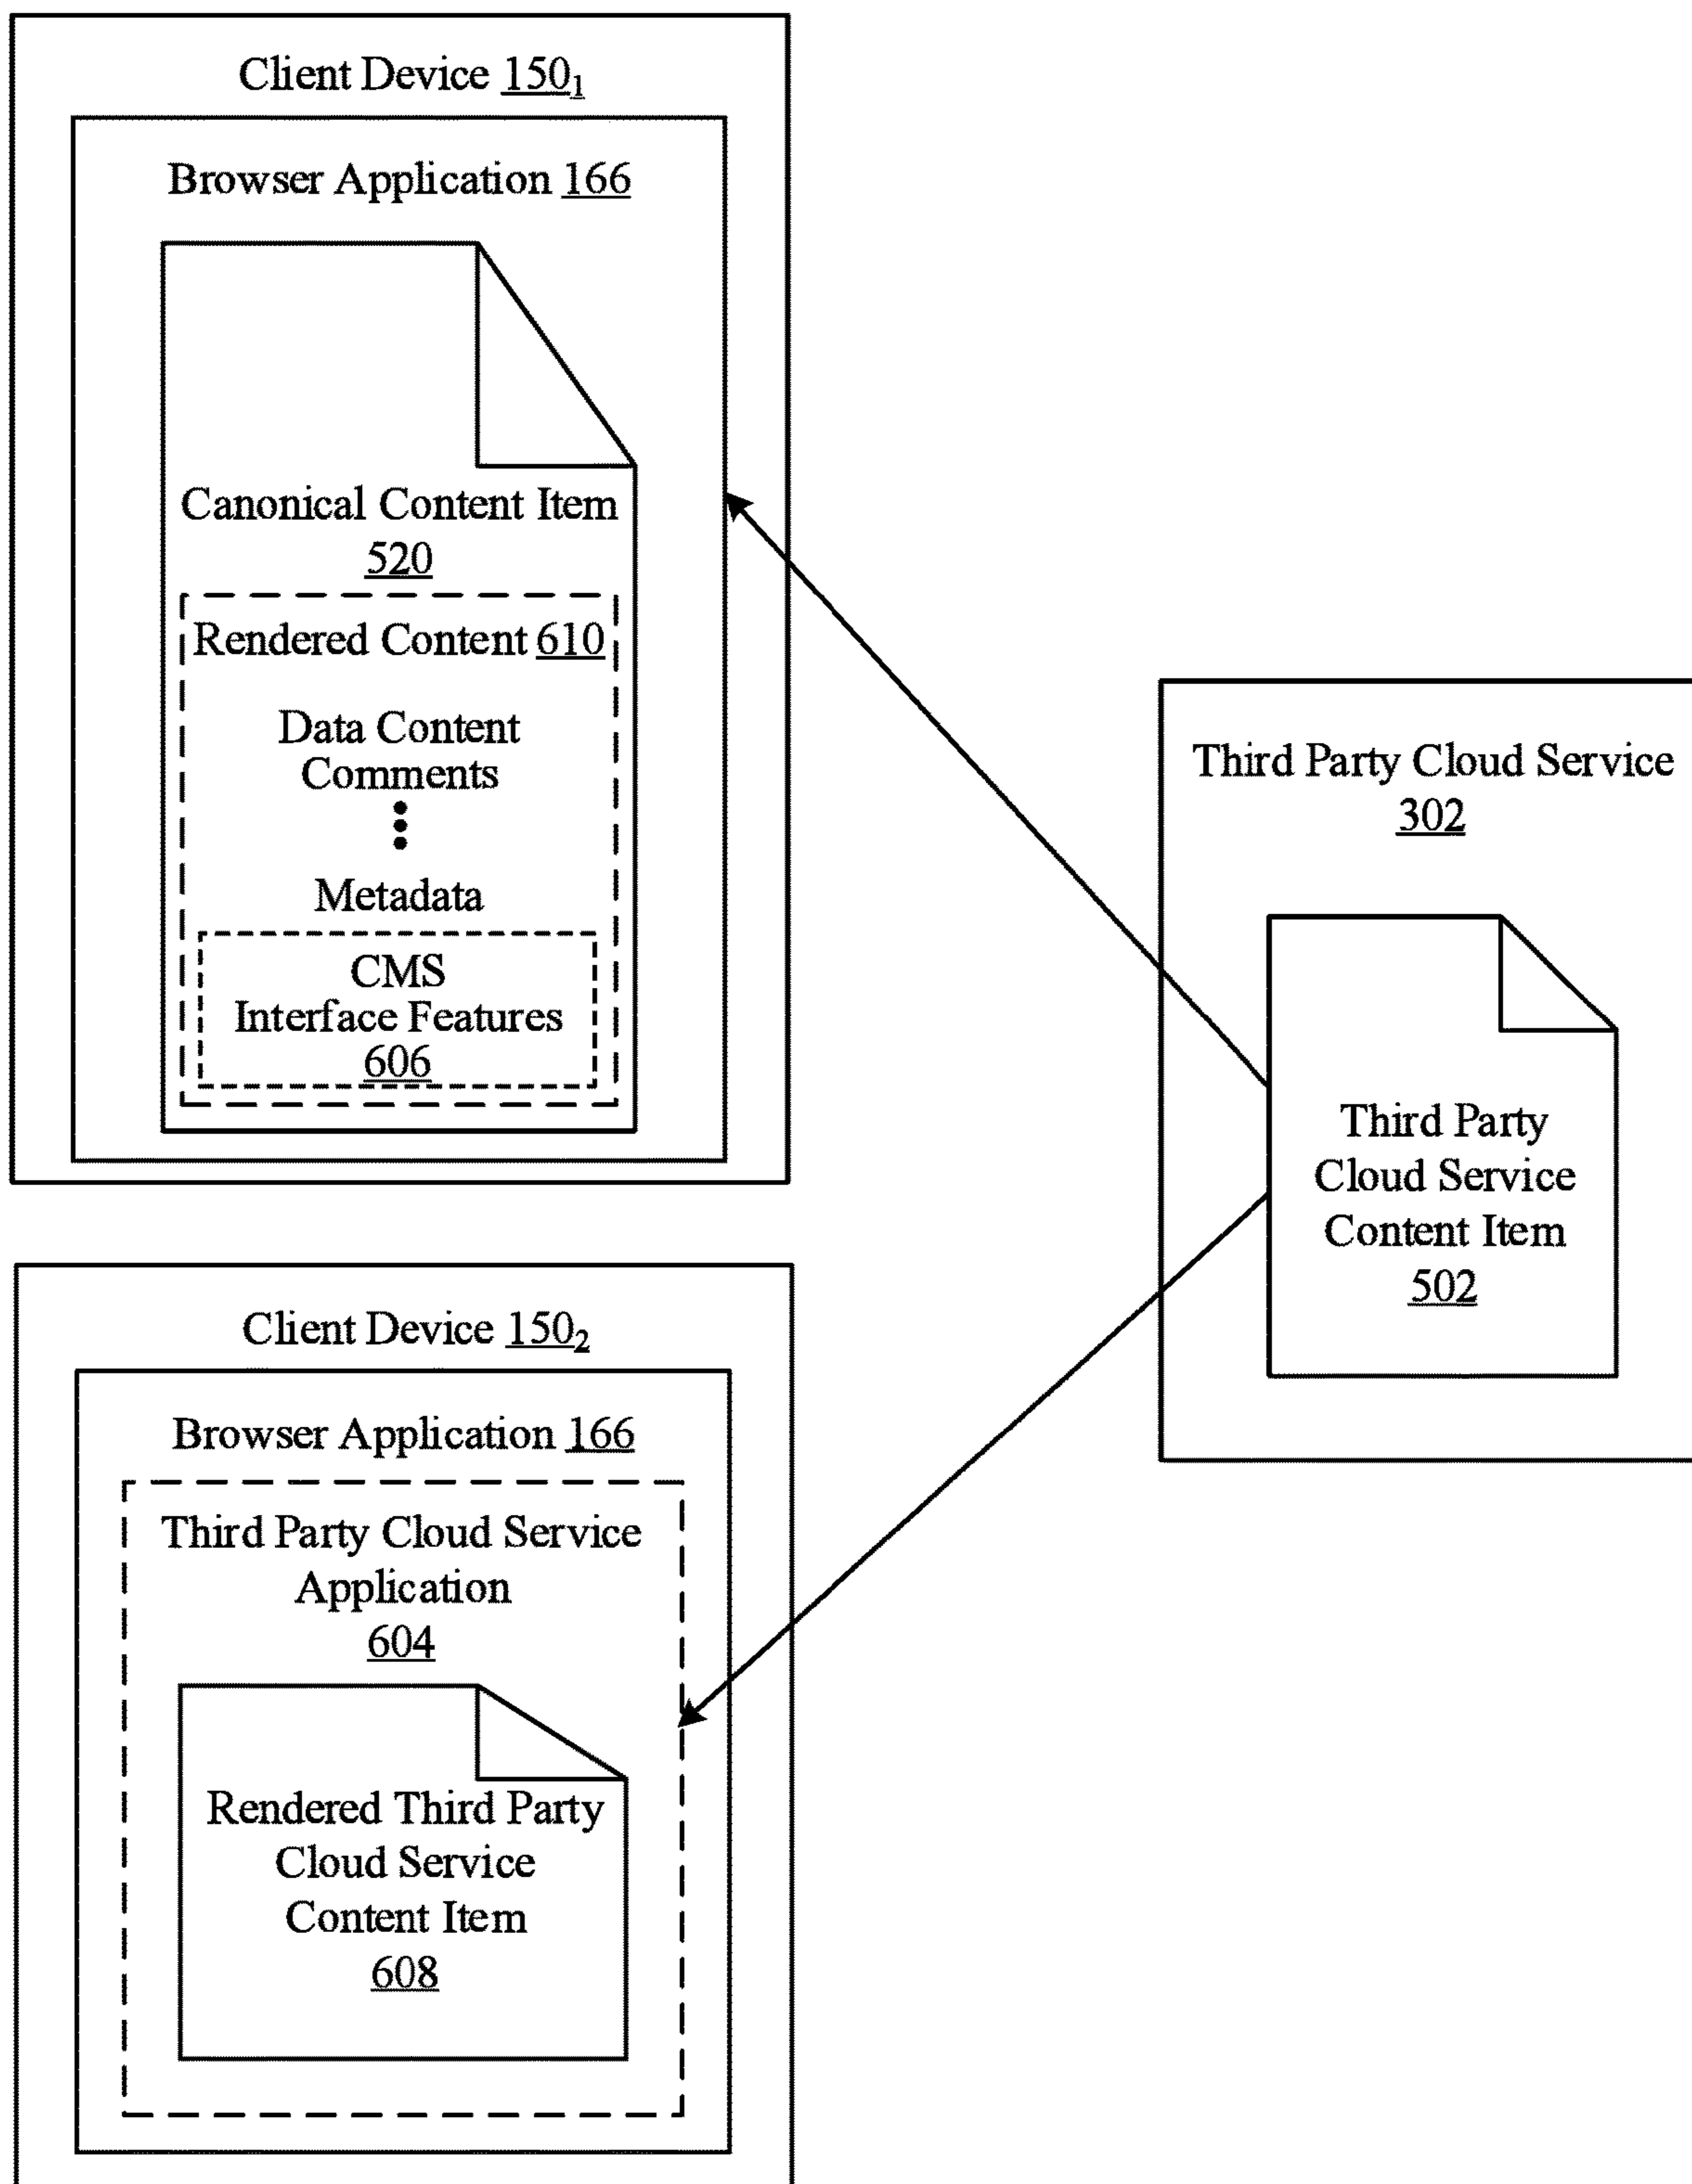 Client Device 150₁
Browser Application 166
Canonical Content Item
520
Rendered Content 610
Data Content
Comments
Metadata
CMS
Interface Features
606
Third Party Cloud Service
302
Third Party
Cloud Service
Content Item
502
Client Device 150₂
Browser Application 166
Third Party Cloud Service
Application
604
Rendered Third Party
Cloud Service
Content Item
608